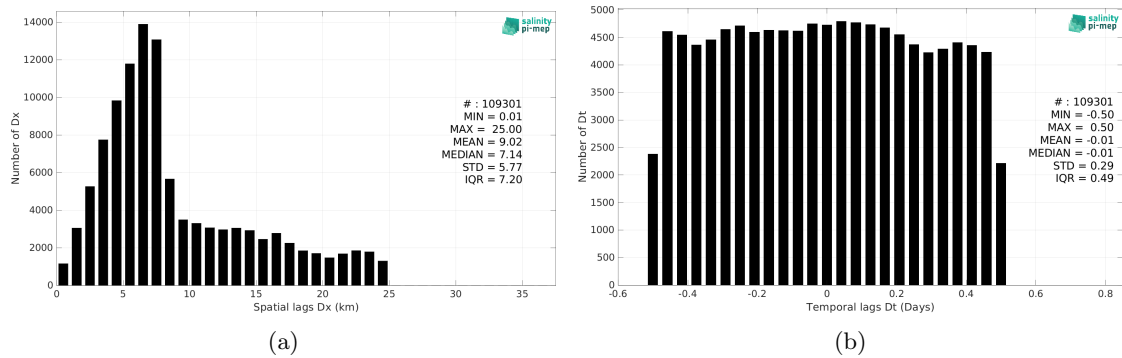 14000
12000
10000
8000
6000
4000
2000
0
Number of Dx
0 5 10 15 20 25 30 35
Spatial lags Dx (km)
salinity
pi-mep
# : 109301
MIN = 0.01
MAX = 25.00
MEAN = 9.02
MEDIAN = 7.14
STD = 5.77
IQR = 7.20
(a)
5000
4500
4000
3500
3000
2500
2000
1500
1000
500
0
Number of Dt
-0.6 -0.4 -0.2 0 0.2 0.4 0.6 0.8
Temporal lags Dt (Days)
salinity
pi-mep
# : 109301
MIN = -0.50
MAX = 0.50
MEAN = -0.01
MEDIAN = -0.01
STD = 0.29
IQR = 0.49
(b)